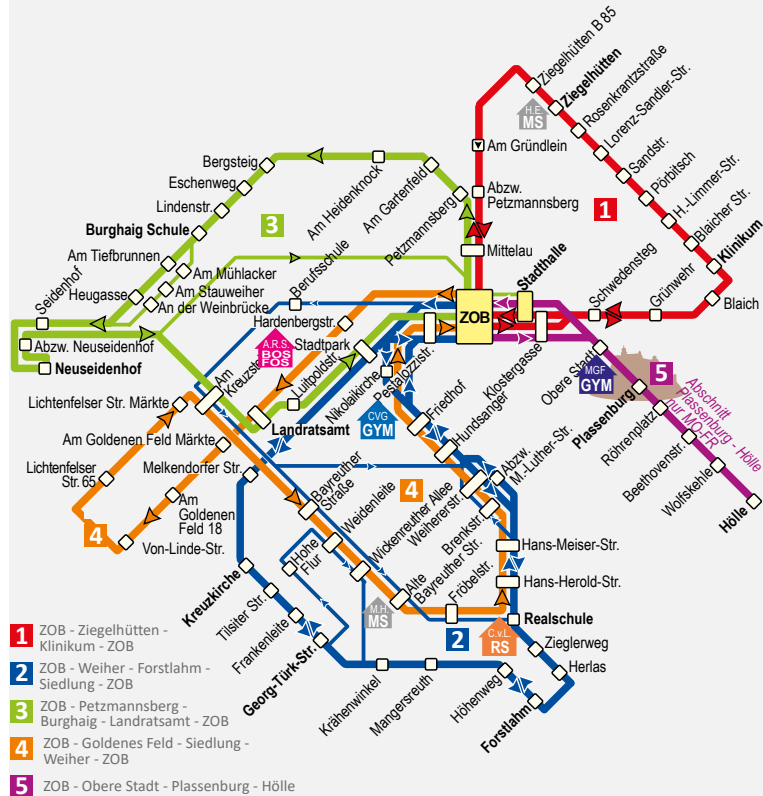 Ziegelhütten B 85
Ziegelhütten
Rosenkrantzstraße
Lorenz-Sandler-Str.
Sandstr.
Pörbitsch
H.-Limmer-Str.
Blaicher Str.
Klinikum
Blaich
Grünwehr
Schwedensteg
H.E.
MS
Am Gründlein
Abzw.
Petzmannsberg
1
Mittelau
Stadthalle
ZOB
Petzmannsberg
Am Gartenfeld
Am Heidenknock
Bergsteig
Eschenweg
Lindenstr.
Burghaig Schule
3
Am Tiefbrunnen
Am Mühlacker
Am Stauweiher
An der Weinbrücke
Heugasse
Seidenhof
Abzw. Neuseidenhof
Neuseidenhof
Berufsschule
Hardenbergstr.
A.R.S.
BOS
FOS
Stadtpark
Luitpoldstr.
Landratsamt
Am
Kreuzstein
Nikolaikirche
Pestalozzistr.
CVG
GYM
Friedhof
Hundsanger
Klostergasse
Obere Stadt
MGF
GYM
Plassenburg
5
Röhrenplatz
Beethovenstr.
Wolfskehle
Hölle
Abschnitt
Plassenburg - Hölle
nur MO-FR
Lichtenfelser Str. Märkte
Am Goldenen Feld Märkte
Lichtenfelser
Str. 65
Melkendorfer Str.
Am
Goldenen
Feld 18
4
Von-Linde-Str.
Bayreuther
Straße
Weidenleite
4
Wickenreuther Allee
Weihererstr.
Abzw.
M.-Luther-Str.
Brenkstr.
Hans-Meiser-Str.
Hans-Herold-Str.
Alte
Bayreuther Str.
Fröbelstr.
M.H.
MS
Hohe
Flur
2
C.v.L.
RS
Realschule
Zieglerweg
Herlas
Forstlahm
Höhenweg
Mangersreuth
Krähenwinkel
Georg-Türk-Str.
Frankenleite
Tilsiter Str.
Kreuzkirche
1 ZOB - Ziegelhütten -
Klinikum - ZOB
2 ZOB - Weiher - Forstlahm -
Siedlung - ZOB
3 ZOB - Petzmannsberg -
Burghaig - Landratsamt - ZOB
4 ZOB - Goldenes Feld - Siedlung -
Weiher - ZOB
5 ZOB - Obere Stadt - Plassenburg - Hölle